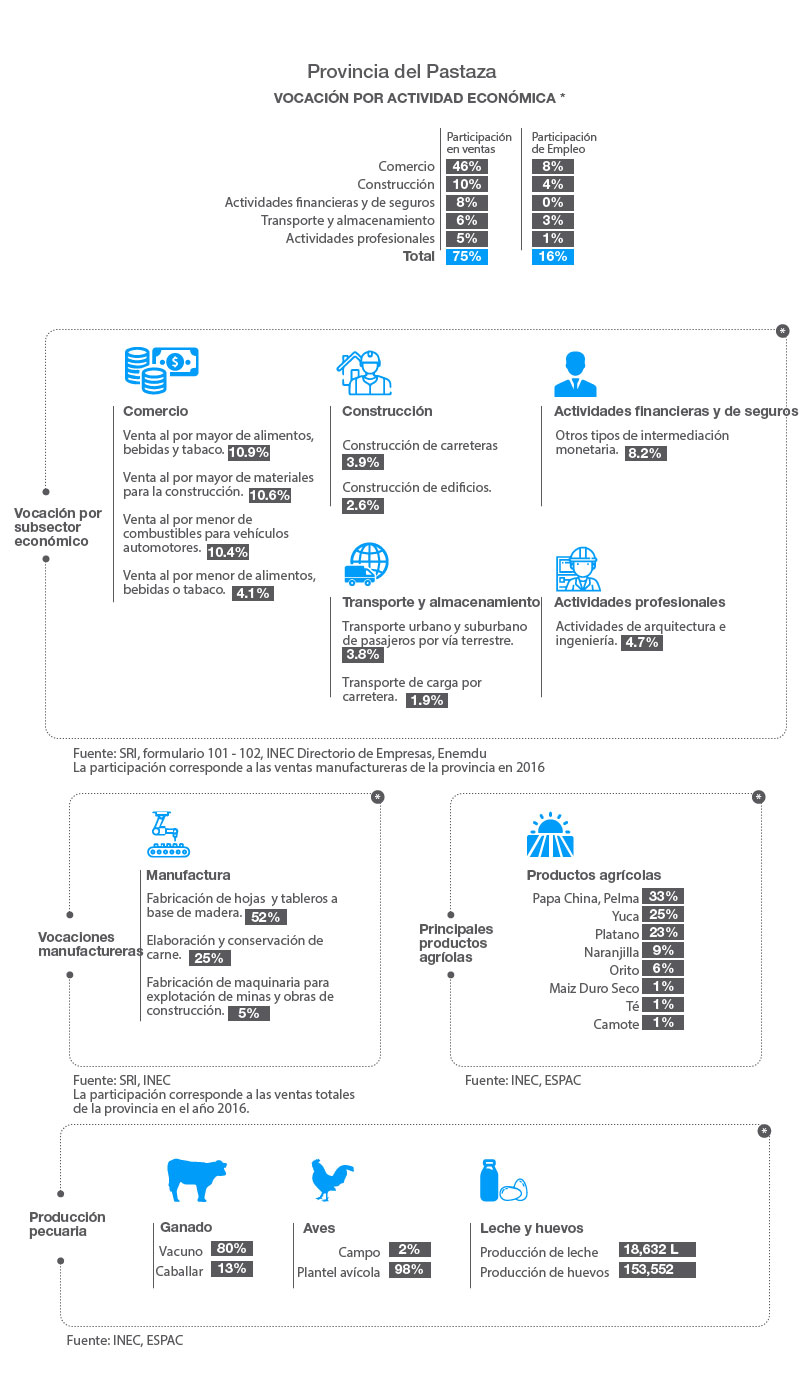 Provincia del Pastaza
VOCACIÓN POR ACTIVIDAD ECONÓMICA *
Participación en ventas
Participación de Empleo
Comercio 46% 8%
Construcción 10% 4%
Actividades financieras y de seguros 8% 0%
Transporte y almacenamiento 6% 3%
Actividades profesionales 5% 1%
Total 75% 16%
*
Vocación por
subsector
económico
Comercio
Venta al por mayor de alimentos,
bebidas y tabaco. 10.9%
Venta al por mayor de materiales
para la construcción. 10.6%
Venta al por menor de
combustibles para vehículos
automotores. 10.4%
Venta al por menor de alimentos,
bebidas o tabaco. 4.1%
Construcción
Construcción de carreteras
3.9%
Construcción de edificios.
2.6%
Actividades financieras y de seguros
Otros tipos de intermediación
monetaria. 8.2%
Transporte y almacenamiento
Transporte urbano y suburbano
de pasajeros por vía terrestre.
3.8%
Transporte de carga por
carretera. 1.9%
Actividades profesionales
Actividades de arquitectura e
ingeniería. 4.7%
Fuente: SRI, formulario 101 - 102, INEC Directorio de Empresas, Enemdu
La participación corresponde a las ventas manufactureras de la provincia en 2016
*
Vocaciones
manufactureras
Manufactura
Fabricación de hojas y tableros a
base de madera. 52%
Elaboración y conservación de
carne. 25%
Fabricación de maquinaria para
explotación de minas y obras de
construcción. 5%
Fuente: SRI, INEC
La participación corresponde a las ventas totales
de la provincia en el año 2016.
*
Principales
productos
agríolas
Productos agrícolas
Papa China, Pelma 33%
Yuca 25%
Platano 23%
Naranjilla 9%
Orito 6%
Maiz Duro Seco 1%
Té 1%
Camote 1%
Fuente: INEC, ESPAC
*
Producción
pecuaria
Ganado
Vacuno 80%
Caballar 13%
Aves
Campo 2%
Plantel avícola 98%
Leche y huevos
Producción de leche 18,632 L
Producción de huevos 153,552
Fuente: INEC, ESPAC